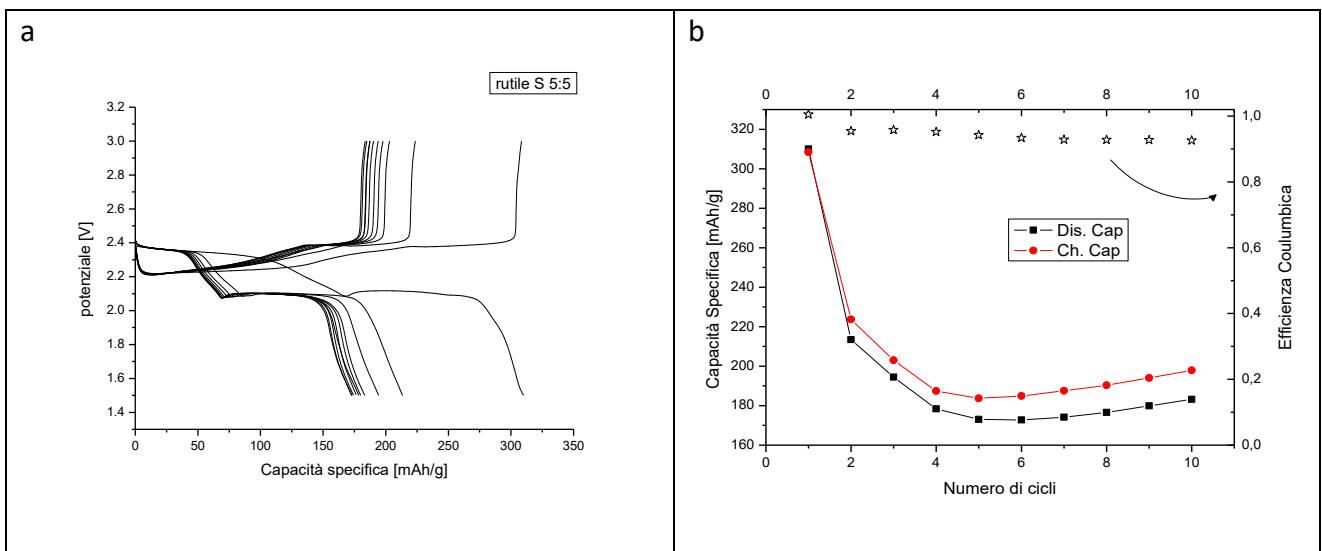 a
rutile S 5:5
3.2
3.0
2.8
2.6
2.4
2.2
2.0
1.8
1.6
1.4
potenziale [V]
0 50 100 150 200 250 300 350
Capacità specifica [mAh/g]
b
0 2 4 6 8 10
320
300
280
260
240
220
200
180
160
Capacità Specifica [mAh/g]
Dis. Cap
Ch. Cap
1,0
0,8
0,6
0,4
0,2
0,0
Efficienza Coulumbica
0 2 4 6 8 10
Numero di cicli